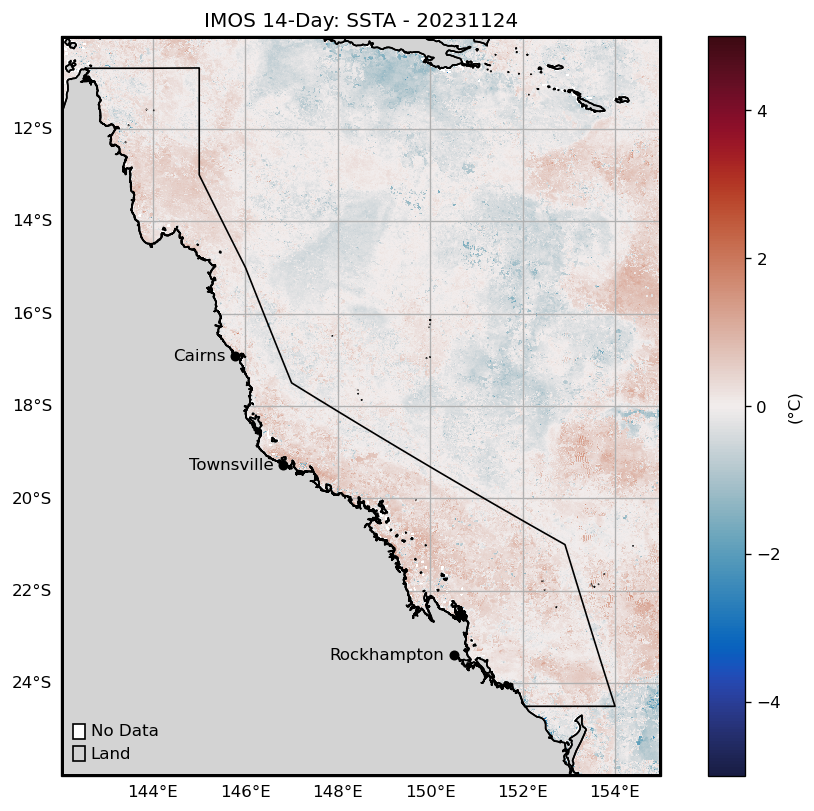 IMOS 14-Day: SSTA - 20231124
12°S
14°S
16°S
18°S
20°S
22°S
24°S
Cairns
Townsville
Rockhampton
No Data
Land
144°E 146°E 148°E 150°E 152°E 154°E
4
2
0
−2
−4
(°C)